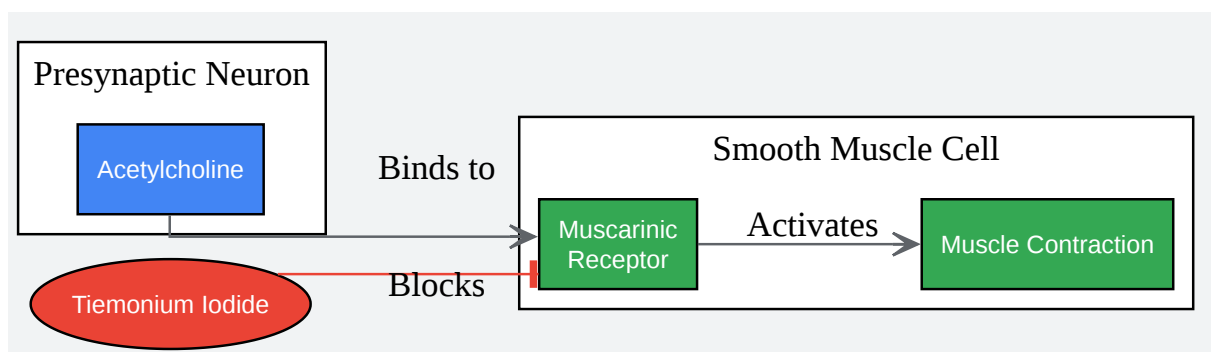 Presynaptic Neuron
Acetylcholine
Binds to
Smooth Muscle Cell
Muscarinic
Receptor
Activates
Muscle Contraction
Tiemonium Iodide
Blocks